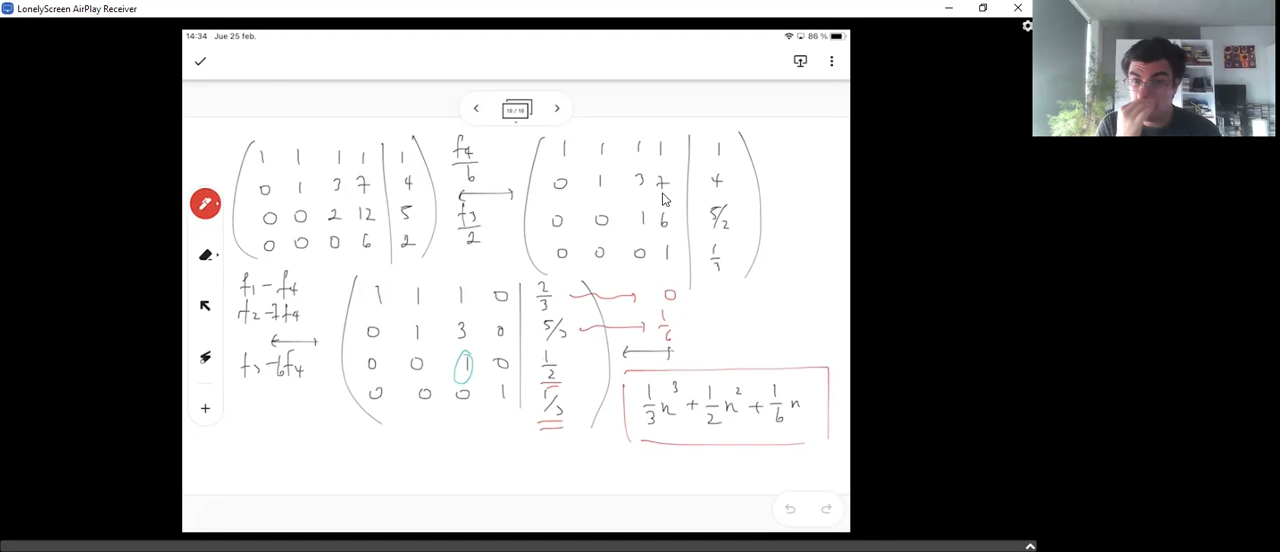 LonelyScreen AirPlay Receiver
14:34 Jue 25 feb.
86 %
18 / 18
1 1 1 1 | 1
0 1 3 7 | 4
0 0 2 12 | 5
0 0 0 6 | 2
f4/6
f3/2
1 1 1 1 | 1
0 1 3 7 | 4
0 0 1 6 | 5/2
0 0 0 1 | 1/3
f1-f4
f2-7f4
f3-6f4
1 1 1 0 | 2/3 → 0
0 1 3 0 | 5/3 → 1/6
0 0 1 0 | 1/2
0 0 0 1 | 1/3
1/3 n³ + 1/2 n² + 1/6 n